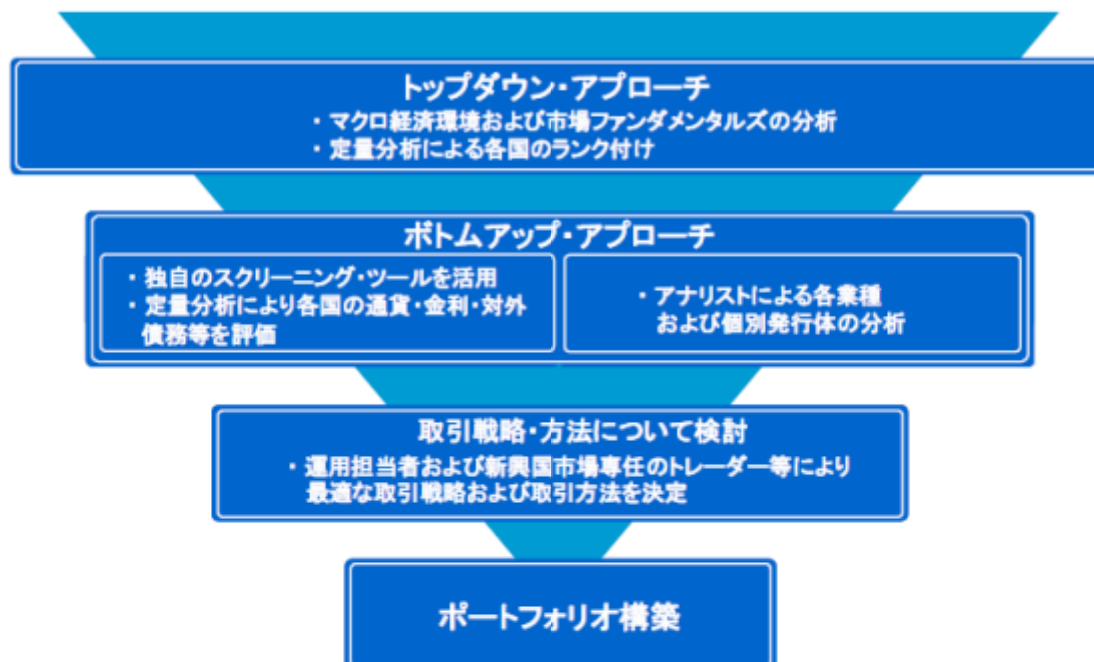 トップダウン・アプローチ
・ マクロ経済環境および市場ファンダメンタルズの分析
・ 定量分析による各国のランク付け
ボトムアップ・アプローチ
・ 独自のスクリーニング・ツールを活用
・ 定量分析により各国の通貨・金利・対外
債務等を評価
・ アナリストによる各業種
および個別発行体の分析
取引戦略・方法について検討
・ 運用担当者および新興国市場専任のトレーダー等により
最適な取引戦略および取引方法を決定
ポートフォリオ構築